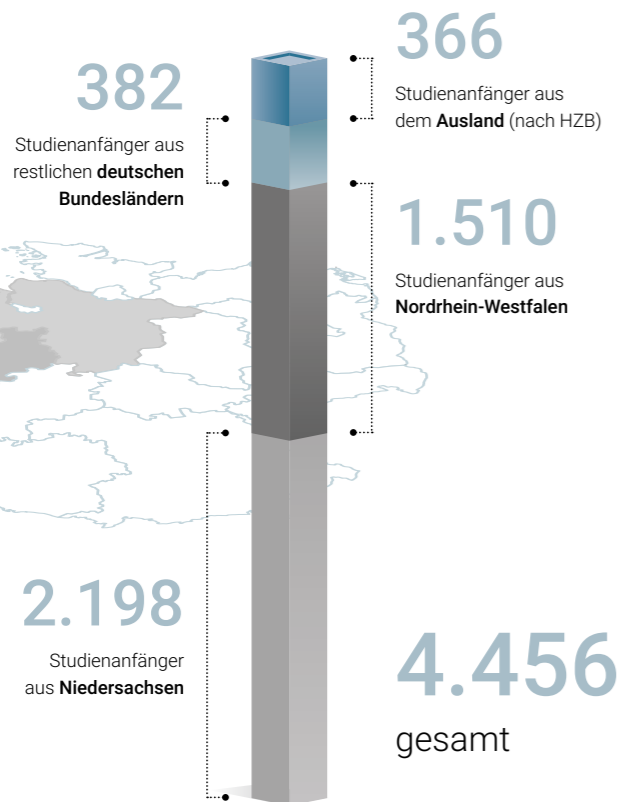 366
Studienanfänger aus
dem Ausland (nach HZB)
382
Studienanfänger aus
restlichen deutschen
Bundesländern
1.510
Studienanfänger aus
Nordrhein-Westfalen
2.198
Studienanfänger
aus Niedersachsen
4.456
gesamt